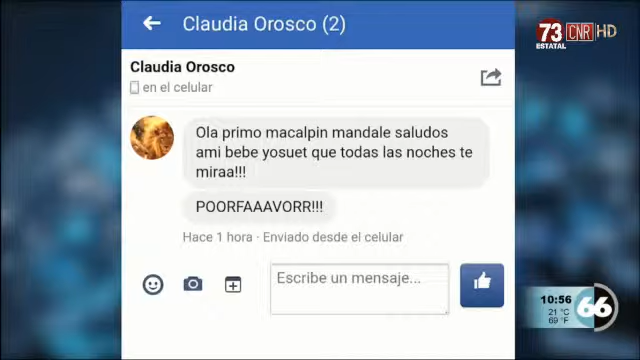 Claudia Orosco (2)
73 CNR HD
ESTATAL
Claudia Orosco
en el celular
Ola primo macalpin mandale saludos
ami bebe yosuet que todas las noches te
miraa!!!
POORFAAAVORR!!!
Hace 1 hora · Enviado desde el celular
Escribe un mensaje...
10:56
21 °C
69 °F
66